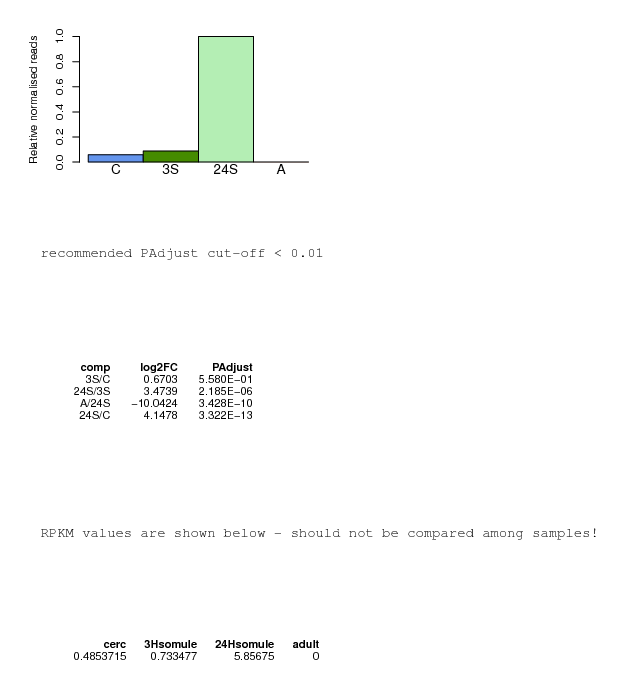 Relative normalised reads
1.0
0.8
0.6
0.4
0.2
0.0
C 3S 24S A
recommended PAdjust cut-off < 0.01
comp log2FC PAdjust
3S/C 0.6703 5.580E−01
24S/3S 3.4739 2.185E−06
A/24S −10.0424 3.428E−10
24S/C 4.1478 3.322E−13
RPKM values are shown below - should not be compared among samples!
cerc 3Hsomule 24Hsomule adult
0.4853715 0.733477 5.85675 0